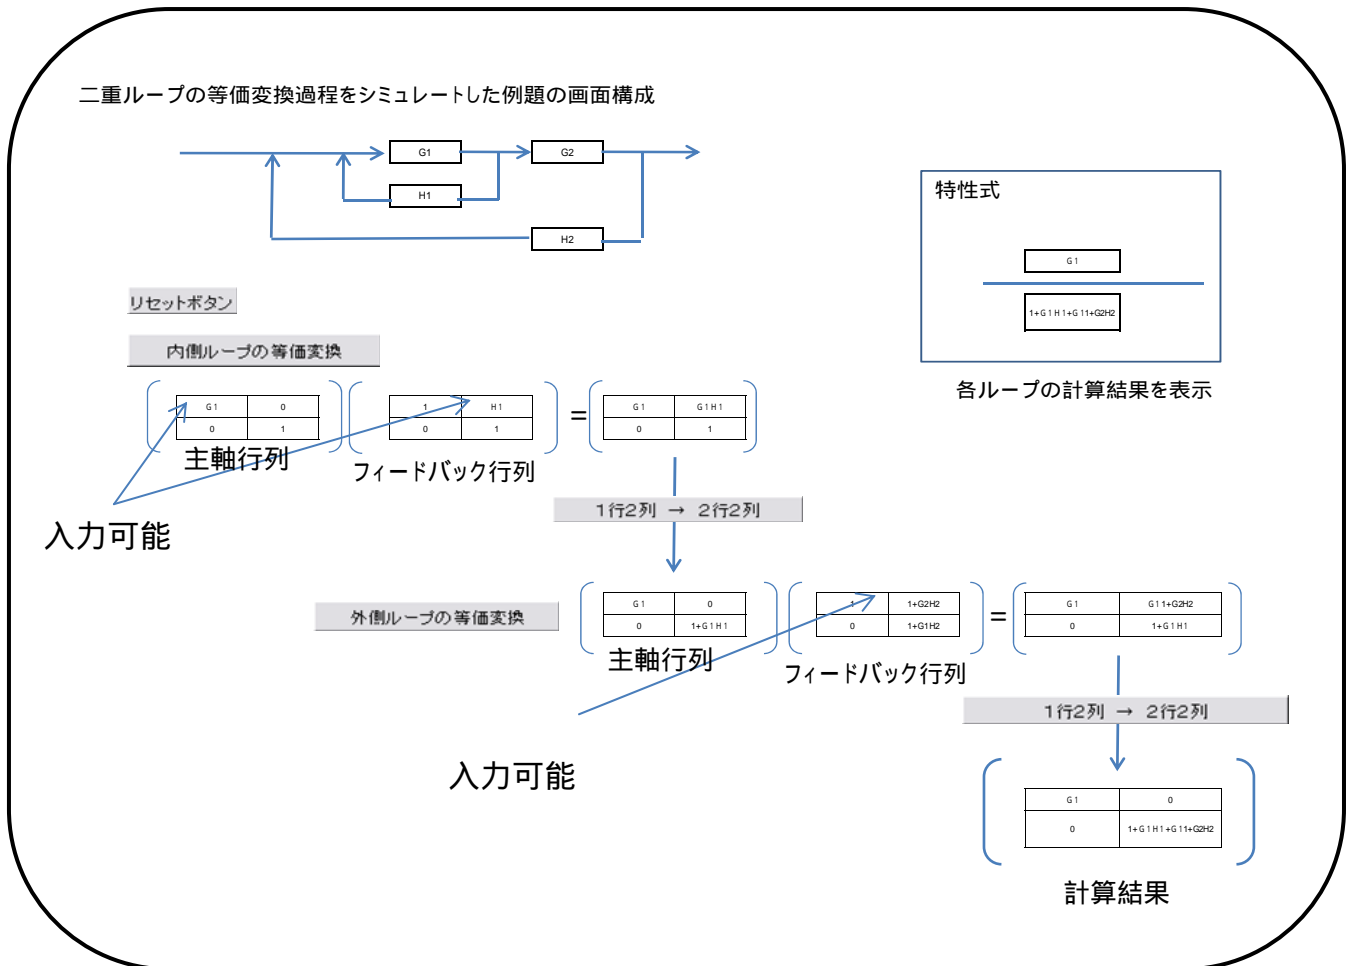 二重ループの等価変換過程をシミュレートした例題の画面構成
G1
G2
H1
H2
特性式
G1
1+G1H1+G11+G2H2
各ループの計算結果を表示
リセットボタン
内側ループの等価変換
G1 0
0 1
主軸行列
1 H1
0 1
フィードバック行列
=
G1 G1H1
0 1
入力可能
1行2列 → 2行2列
外側ループの等価変換
G1 0
0 1+G1H1
主軸行列
1 1+G2H2
0 1+G1H2
フィードバック行列
=
G1 G11+G2H2
0 1+G1H1
入力可能
1行2列 → 2行2列
G1 0
0 1+G1H1+G11+G2H2
計算結果